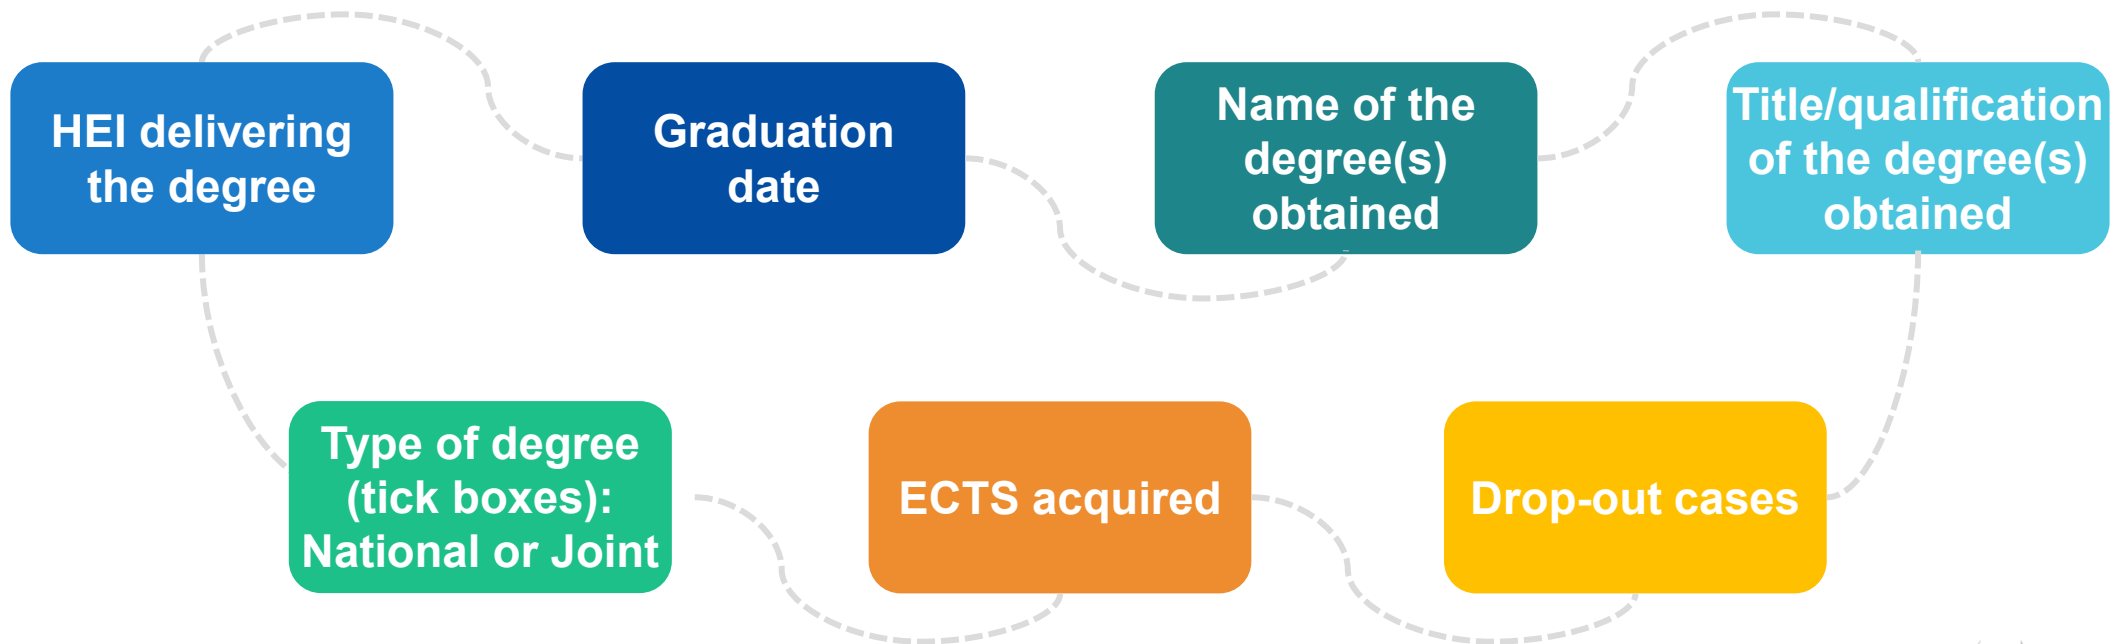 HEI delivering
the degree
Graduation
date
Name of the
degree(s)
obtained
Title/qualification
of the degree(s)
obtained
Type of degree
(tick boxes):
National or Joint
ECTS acquired
Drop-out cases